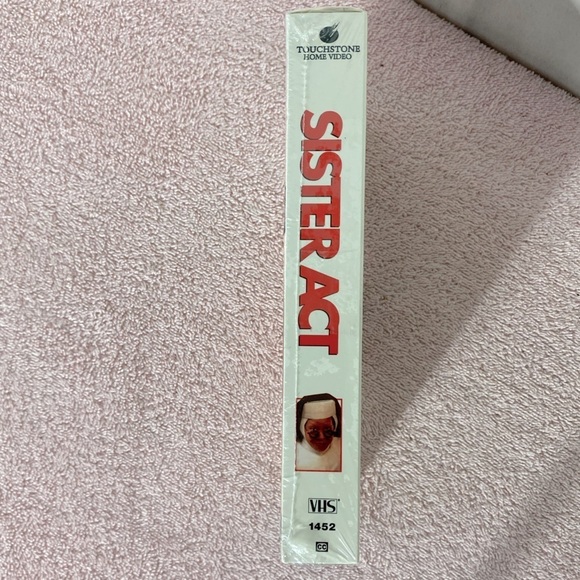 TOUCHSTONE
HOME VIDEO
SISTER ACT
VHS
1452
CC